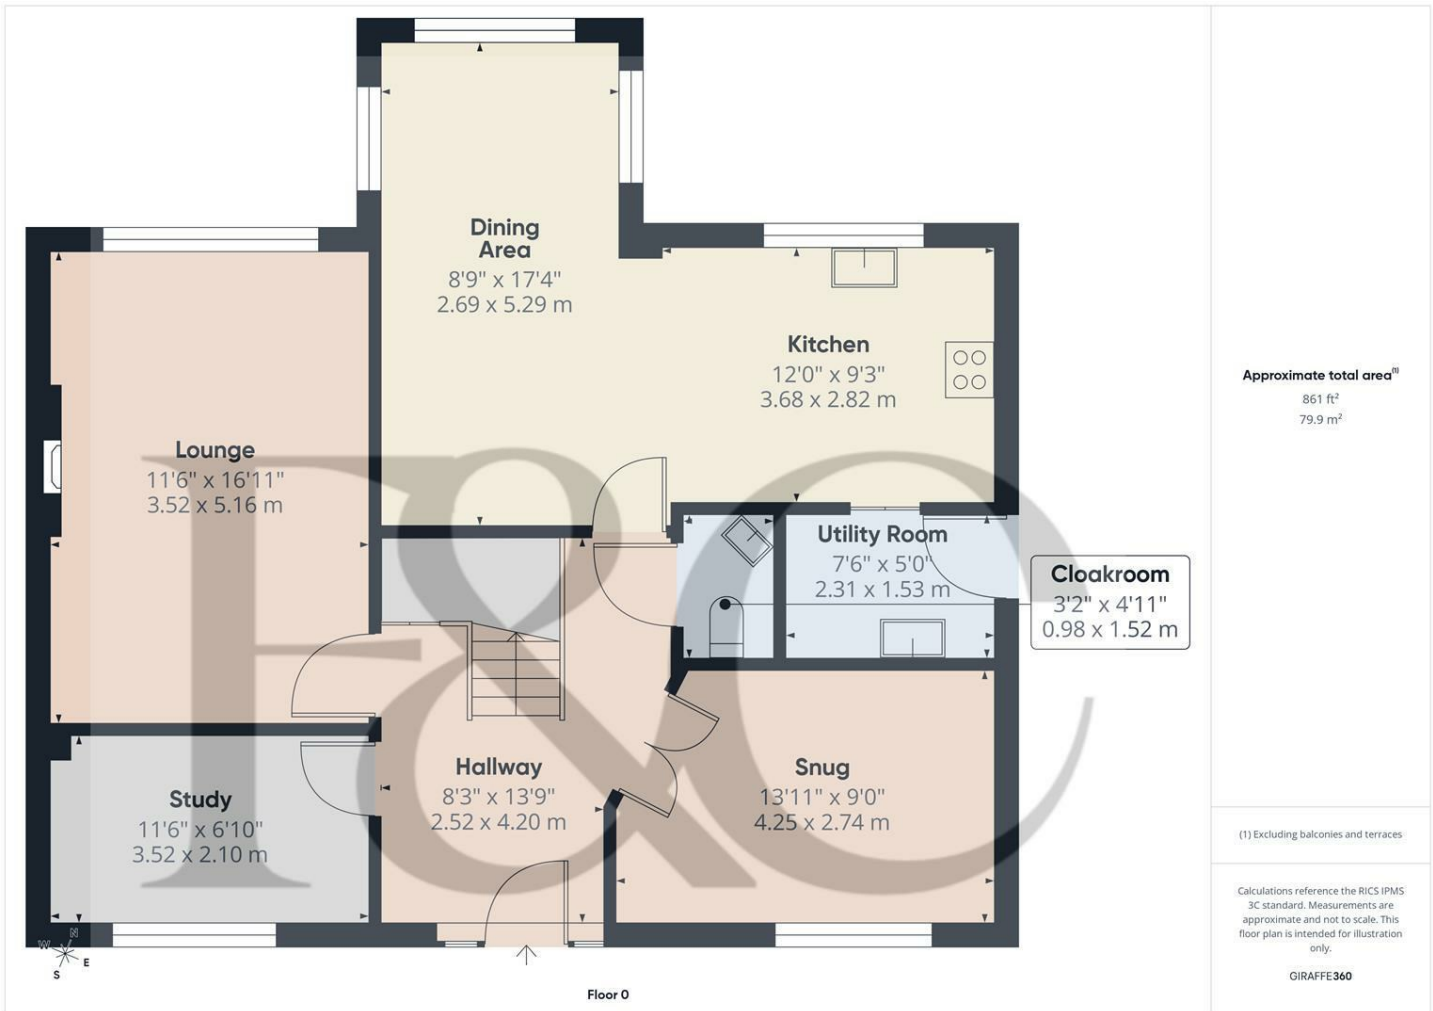 Dining
Area
8'9" x 17'4"
2.69 x 5.29 m
Kitchen
12'0" x 9'3"
3.68 x 2.82 m
Lounge
11'6" x 16'11"
3.52 x 5.16 m
Utility Room
7'6" x 5'0"
2.31 x 1.53 m
Cloakroom
3'2" x 4'11"
0.98 x 1.52 m
Hallway
8'3" x 13'9"
2.52 x 4.20 m
Snug
13'11" x 9'0"
4.25 x 2.74 m
Study
11'6" x 6'10"
3.52 x 2.10 m
F&C
N
W
E
S
Floor 0
Approximate total area(1)
861 ft²
79.9 m²
(1) Excluding balconies and terraces
Calculations reference the RICS IPMS
3C standard. Measurements are
approximate and not to scale. This
floor plan is intended for illustration
only.
GIRAFFE360